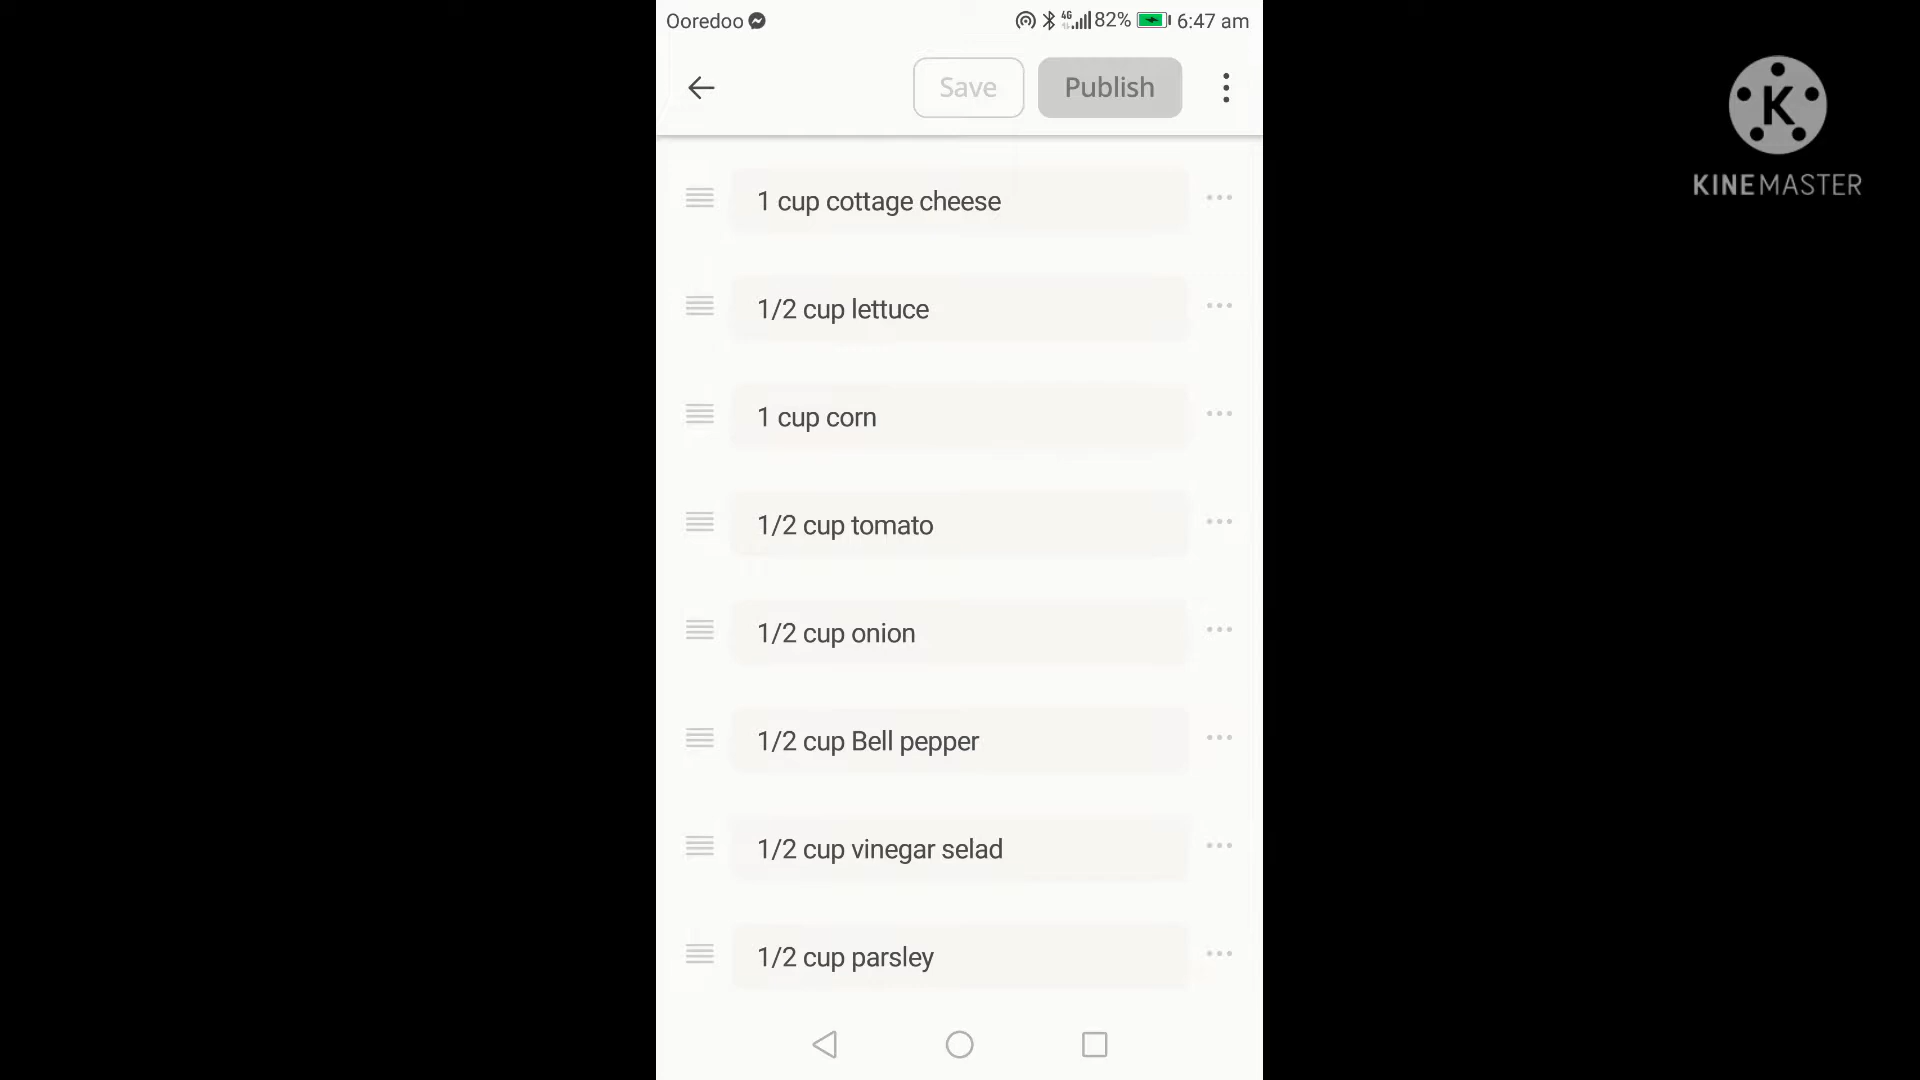 Ooredoo 4G 82% 6:47 am
Save Publish
K
KINEMASTER
1 cup cottage cheese
1/2 cup lettuce
1 cup corn
1/2 cup tomato
1/2 cup onion
1/2 cup Bell pepper
1/2 cup vinegar selad
1/2 cup parsley